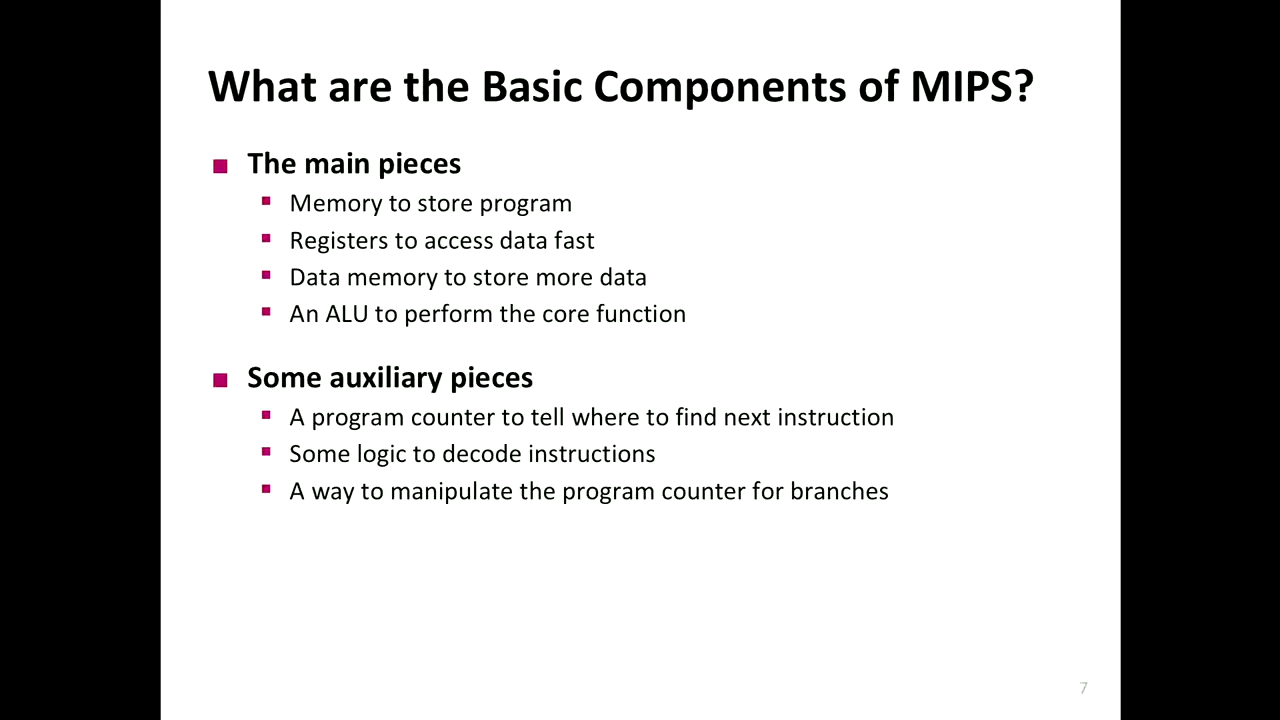 What are the Basic Components of MIPS?
The main pieces
Memory to store program
Registers to access data fast
Data memory to store more data
An ALU to perform the core function
Some auxiliary pieces
A program counter to tell where to find next instruction
Some logic to decode instructions
A way to manipulate the program counter for branches
7